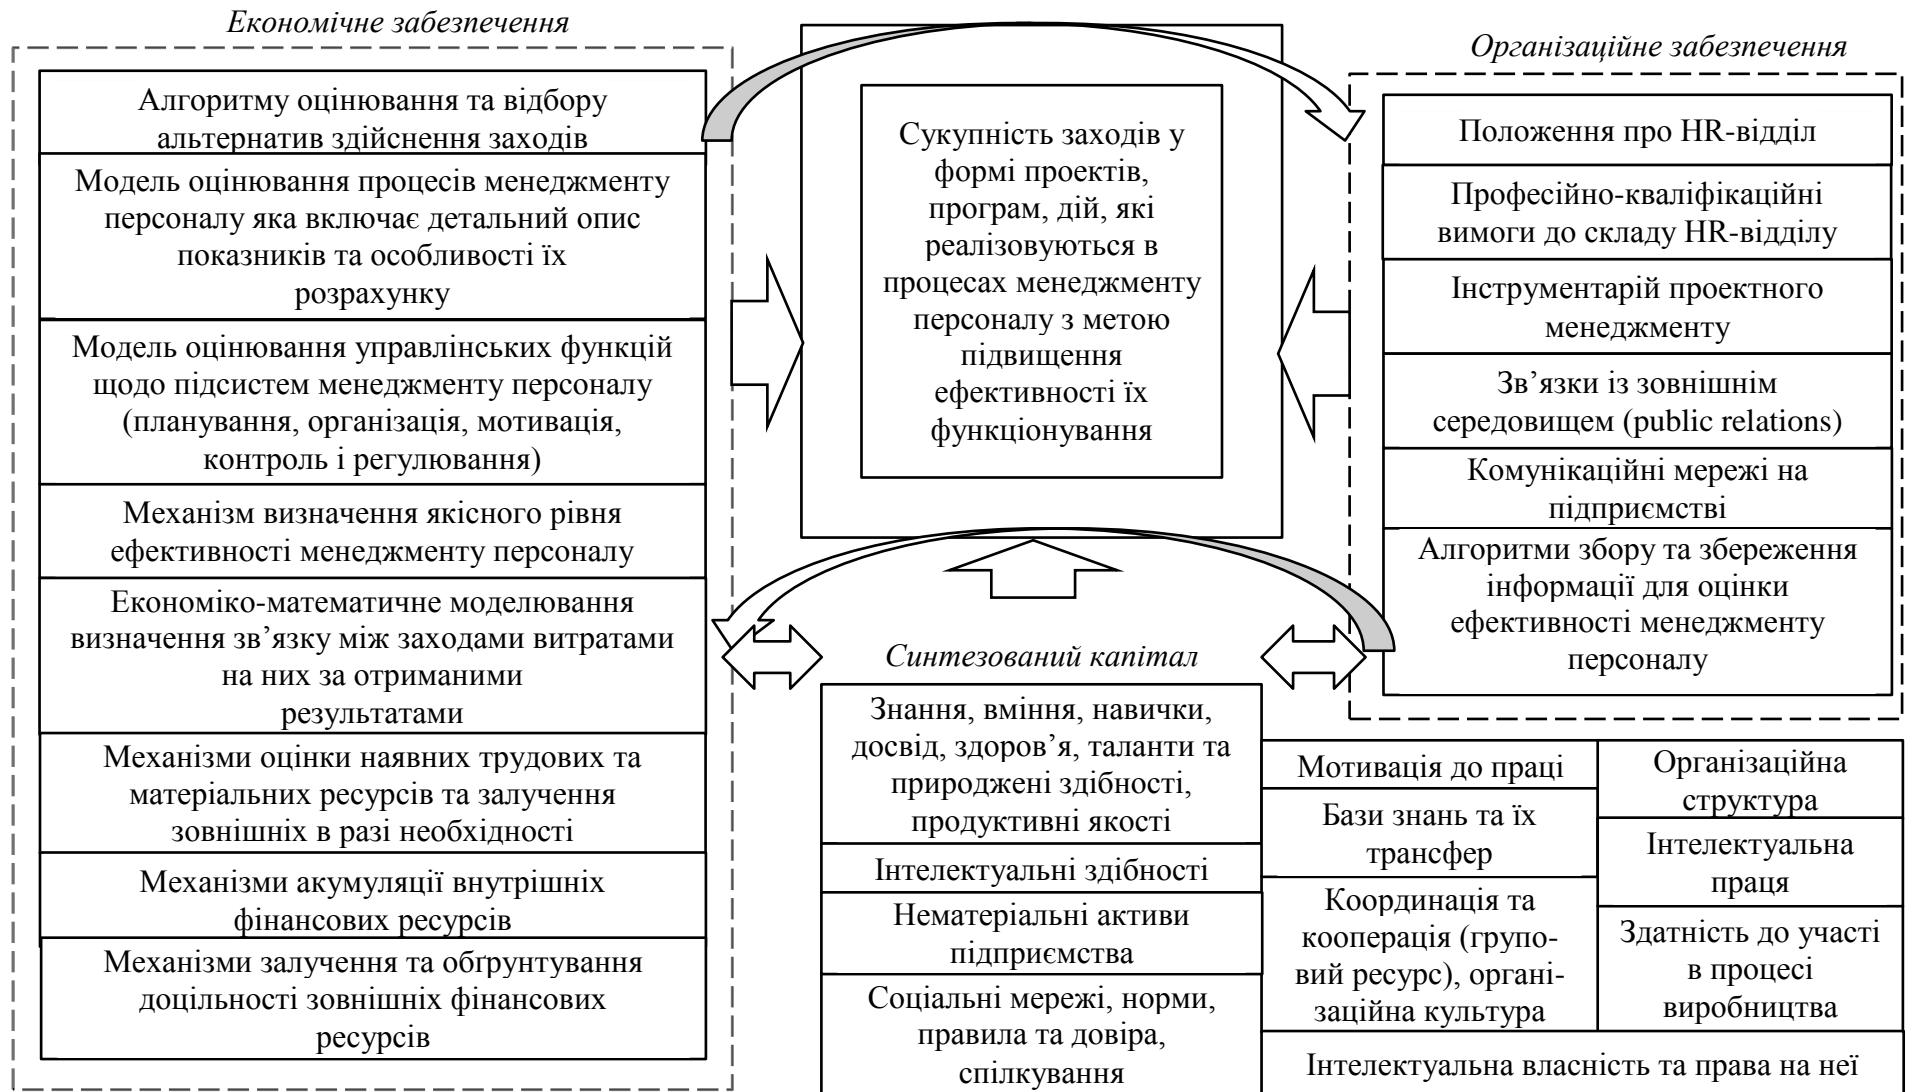 Економічне забезпечення
Алгоритму оцінювання та відбору
альтернатив здійснення заходів
Модель оцінювання процесів менеджменту
персоналу яка включає детальний опис
показників та особливості їх
розрахунку
Модель оцінювання управлінських функцій
щодо підсистем менеджменту персоналу
(планування, організація, мотивація,
контроль і регулювання)
Механізм визначення якісного рівня
ефективності менеджменту персоналу
Економіко-математичне моделювання
визначення зв’язку між заходами витратами
на них за отриманими
результатами
Механізми оцінки наявних трудових та
матеріальних ресурсів та залучення
зовнішніх в разі необхідності
Механізми акумуляції внутрішніх
фінансових ресурсів
Механізми залучення та обґрунтування
доцільності зовнішніх фінансових
ресурсів
Сукупність заходів у
формі проектів,
програм, дій, які
реалізовуються в
процесах менеджменту
персоналу з метою
підвищення
ефективності їх
функціонування
Організаційне забезпечення
Положення про HR-відділ
Професійно-кваліфікаційні
вимоги до складу HR-відділу
Інструментарій проектного
менеджменту
Зв’язки із зовнішнім
середовищем (public relations)
Комунікаційні мережі на
підприємстві
Алгоритми збору та збереження
інформації для оцінки
ефективності менеджменту
персоналу
Синтезований капітал
Знання, вміння, навички,
досвід, здоров’я, таланти та
природжені здібності,
продуктивні якості
Інтелектуальні здібності
Нематеріальні активи
підприємства
Соціальні мережі, норми,
правила та довіра,
спілкування
Мотивація до праці
Бази знань та їх
трансфер
Координація та
кооперація (групо-
вий ресурс), органі-
заційна культура
Організаційна
структура
Інтелектуальна
праця
Здатність до участі
в процесі
виробництва
Інтелектуальна власність та права на неї